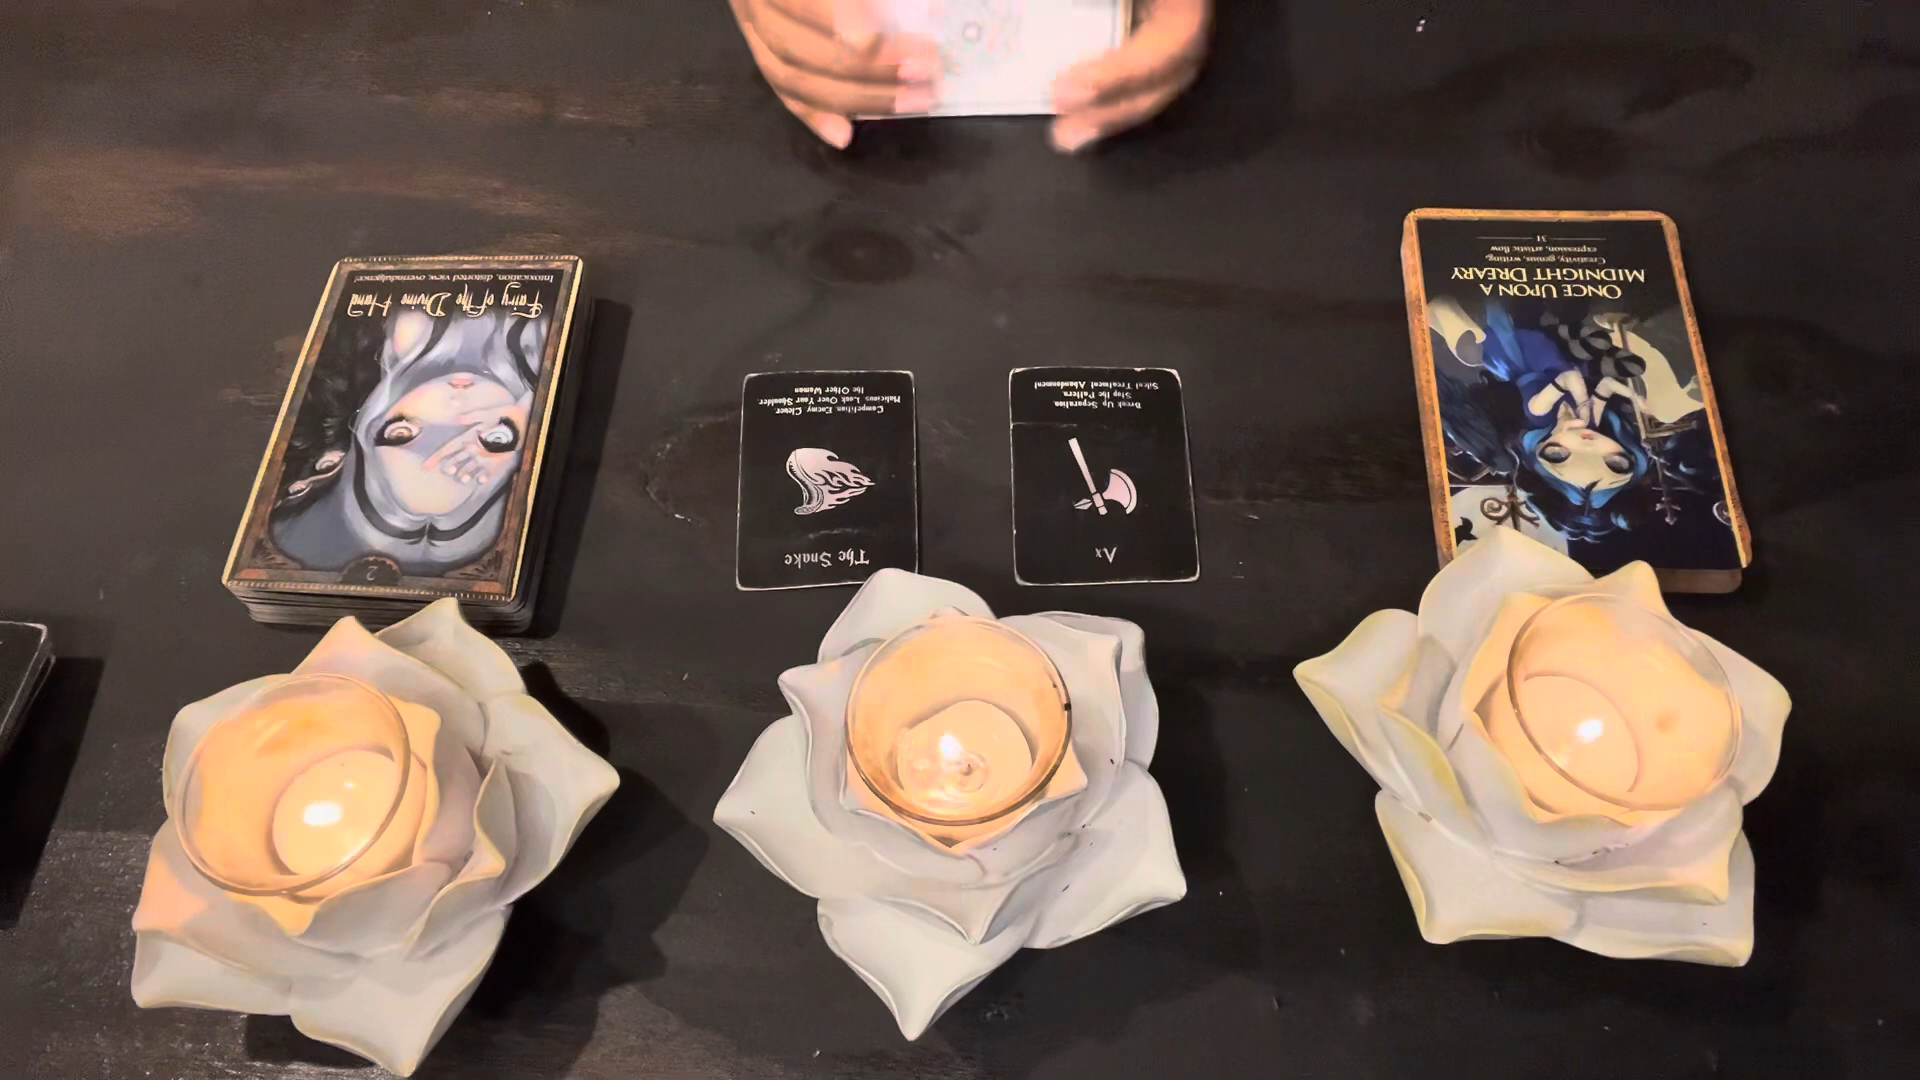 Fairy of the Divine Hand
Intoxication, distorted view, overindulgence
2
The Snake
Competition Enemy Clever
Malicious Look Over Your Shoulder
The Other Woman
Ax
Break Up Separation
Stop the Pattern
Silent Treatment Abandonment
ONCE UPON A
MIDNIGHT DREARY
Creativity, genius, writing,
expression, artistic flow
31